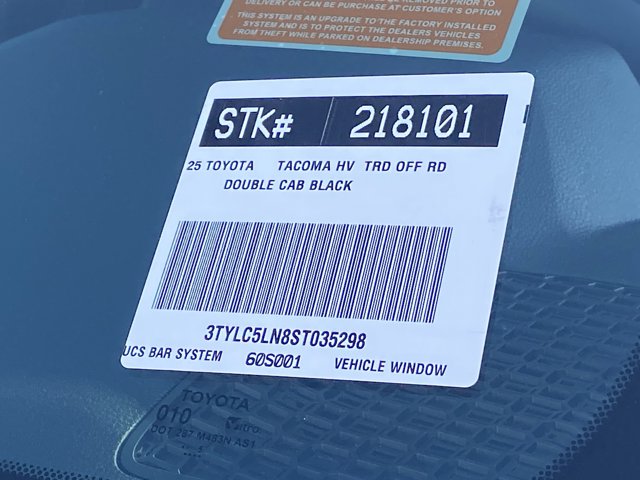 DELIVERY OR CAN BE PURCHASE AT CUSTOMER'S OPTION
THIS SYSTEM IS AN UPGRADE TO THE FACTORY INSTALLED
SYSTEM AND IS TO PROTECT THE DEALERS VEHICLES
FROM THEFT WHILE PARKED ON DEALERSHIP PREMISES.
STK# 218101
25 TOYOTA TACOMA HV TRD OFF RD
DOUBLE CAB BLACK
3TYLC5LN8ST035298
UCS BAR SYSTEM 60S001 VEHICLE WINDOW
TOYOTA
010 Vitro
DOT 287 M483N AS1